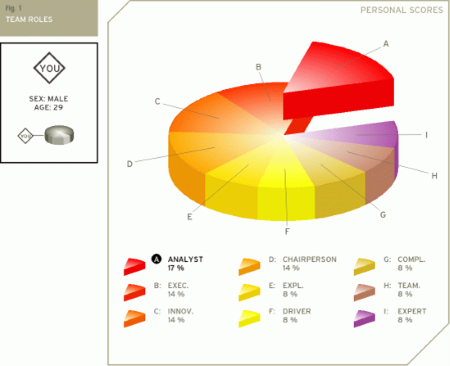 Fig. 1
TEAM ROLES
PERSONAL SCORES
YOU
SEX: MALE
AGE: 29
YOU
A
B
C
D
E
F
G
H
I
A ANALYST
17 %
B: EXEC.
14 %
C: INNOV.
14 %
D: CHAIRPERSON
14 %
E: EXPL.
8 %
F: DRIVER
8 %
G: COMPL.
8 %
H: TEAM.
8 %
I: EXPERT
8 %